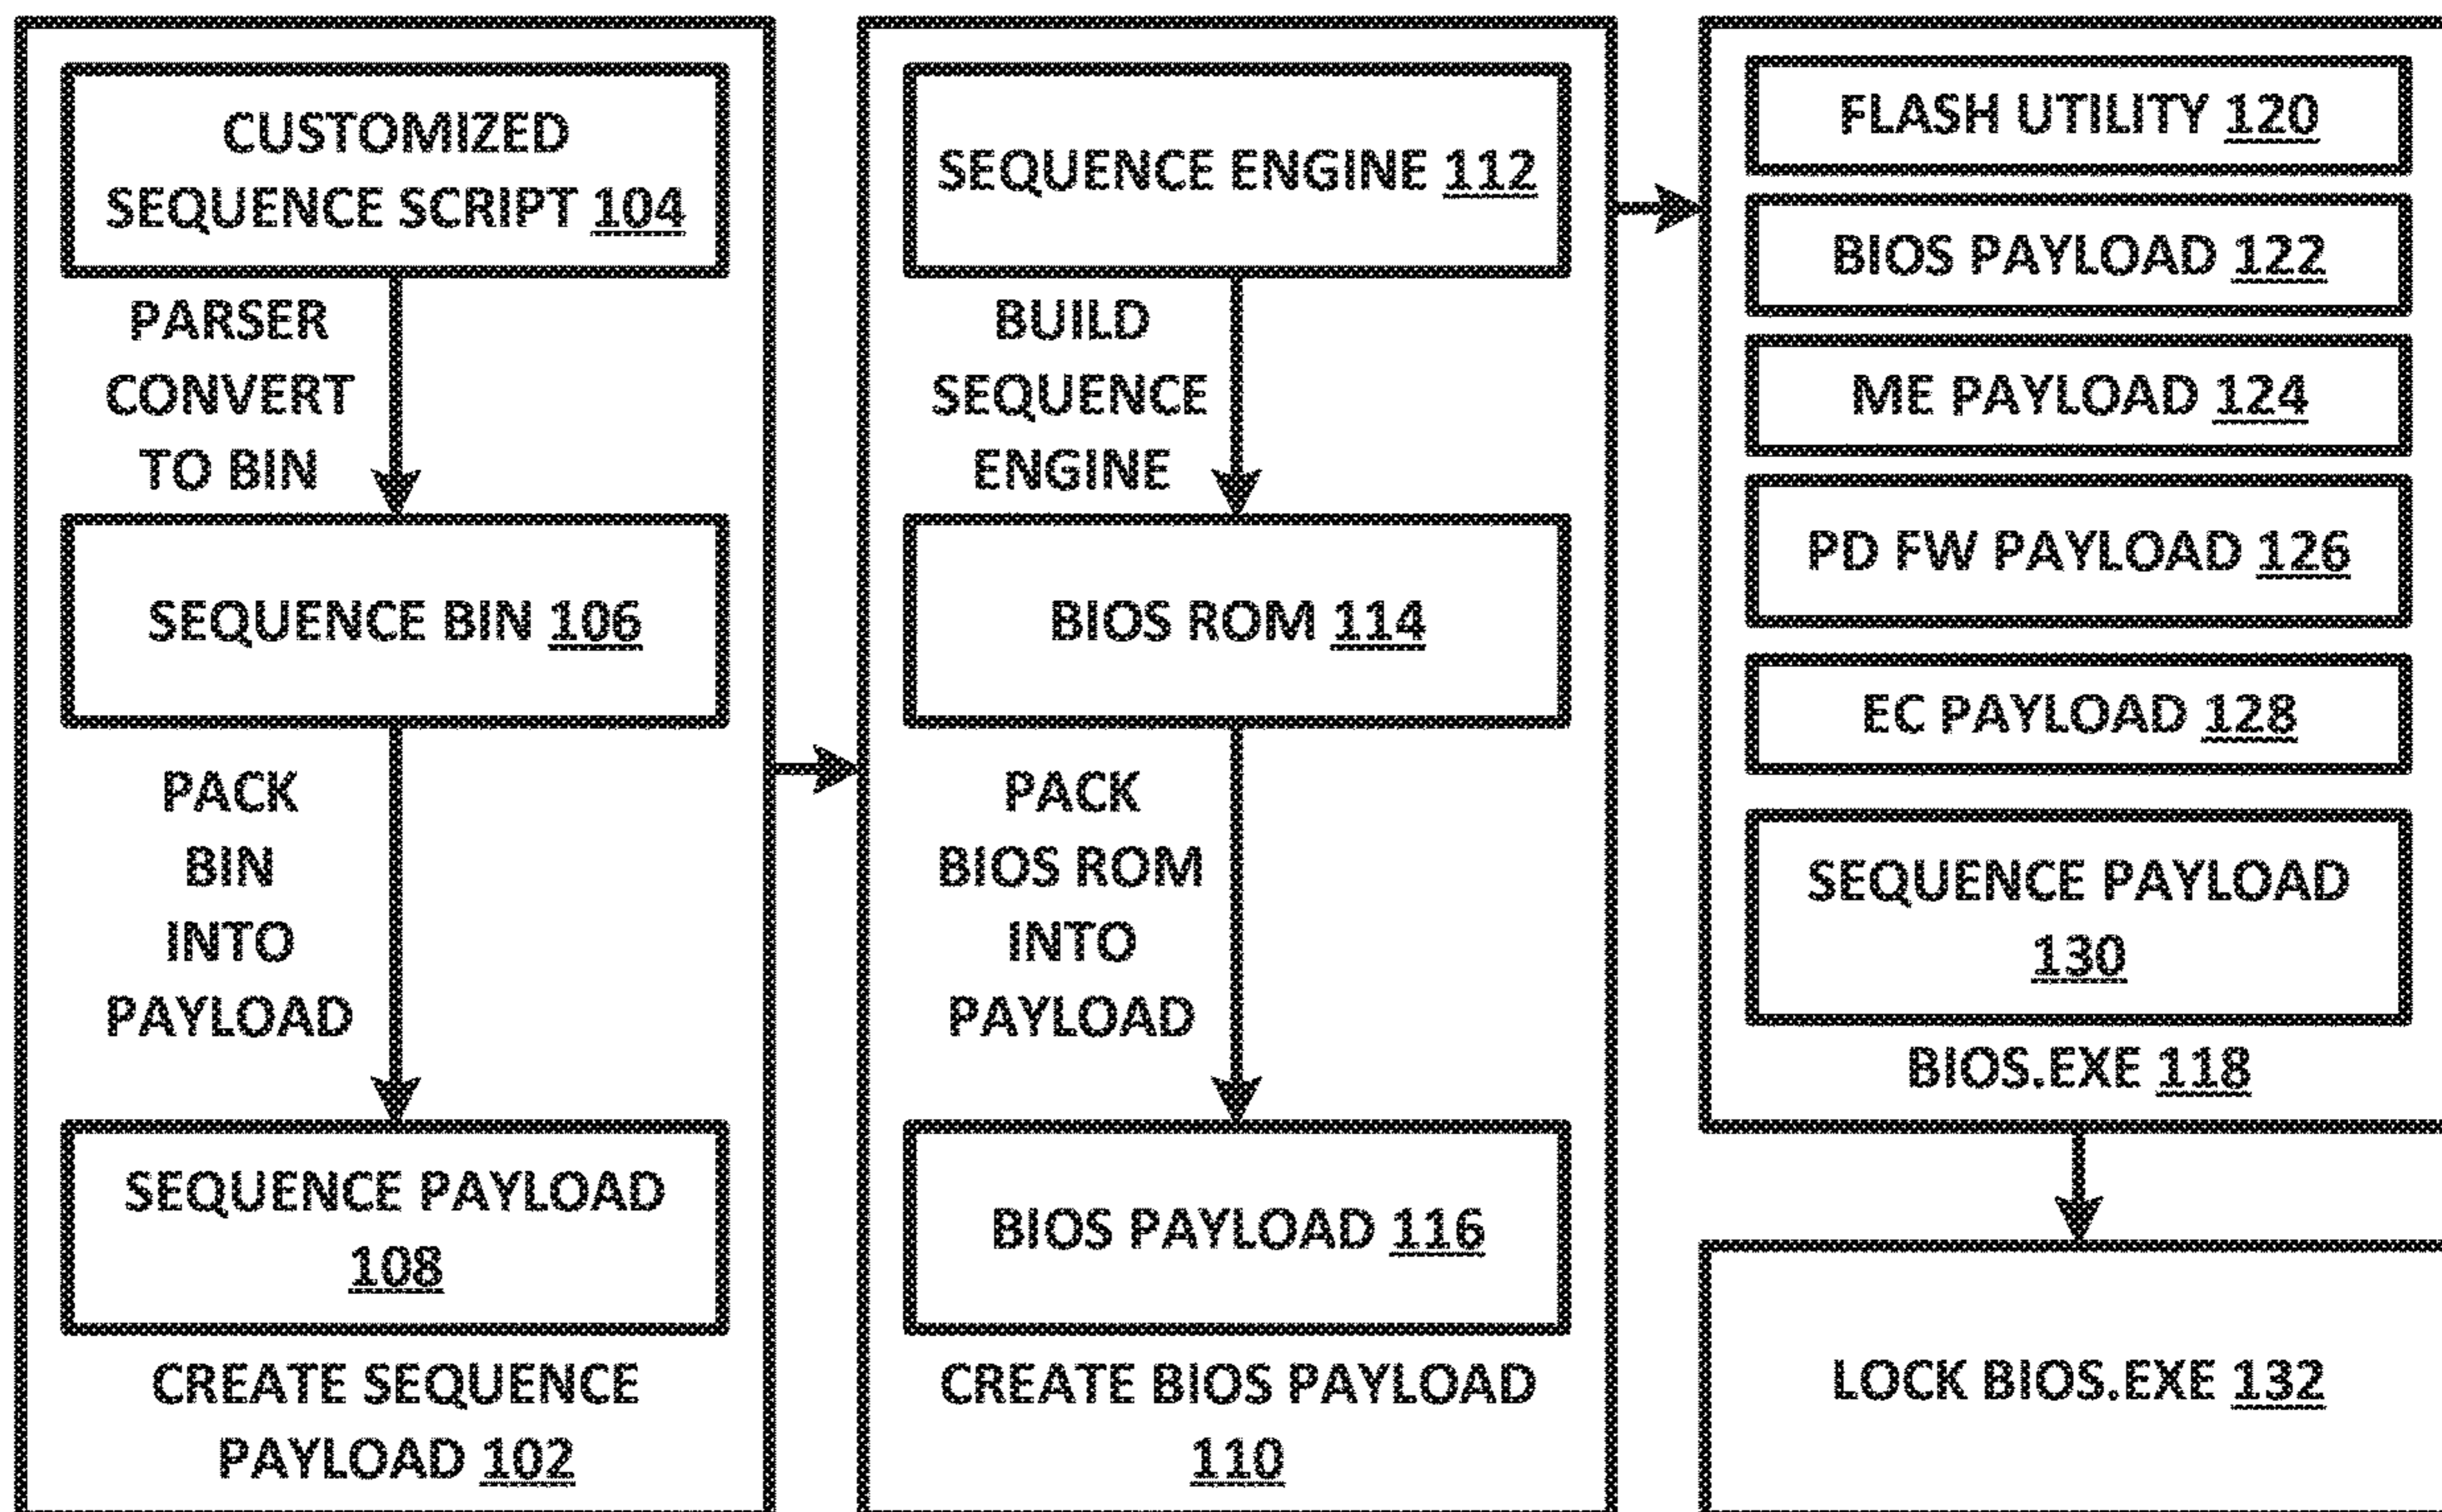 CUSTOMIZED
SEQUENCE SCRIPT 104
PARSER
CONVERT
TO BIN
SEQUENCE BIN 106
PACK
BIN
INTO
PAYLOAD
SEQUENCE PAYLOAD
108
CREATE SEQUENCE
PAYLOAD 102
SEQUENCE ENGINE 112
BUILD
SEQUENCE
ENGINE
BIOS ROM 114
PACK
BIOS ROM
INTO
PAYLOAD
BIOS PAYLOAD 116
CREATE BIOS PAYLOAD
110
FLASH UTILITY 120
BIOS PAYLOAD 122
ME PAYLOAD 124
PD FW PAYLOAD 126
EC PAYLOAD 128
SEQUENCE PAYLOAD
130
BIOS.EXE 118
LOCK BIOS.EXE 132